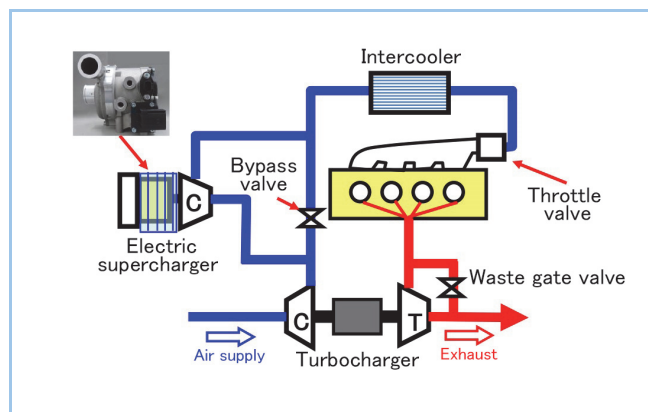 Intercooler
Bypass
valve
C
Throttle
valve
Electric
supercharger
Waste gate valve
C
T
Air supply
Turbocharger
Exhaust